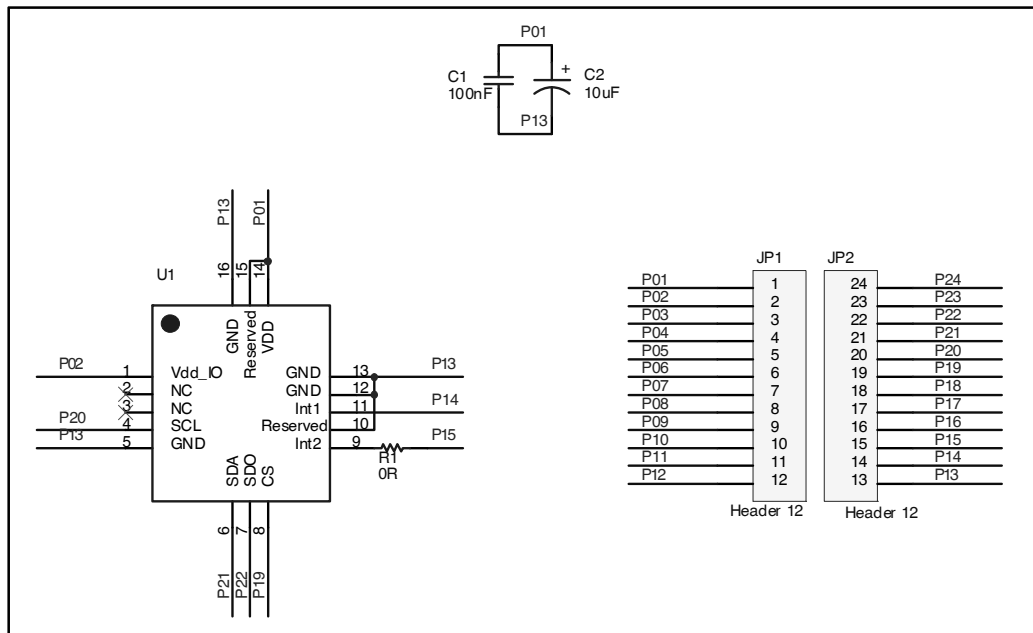 P01
C1
100nF
+
C2
10uF
P13
P13
P01
U1
16
15
14
GND
Reserved
VDD
P02
1
Vdd_IO
GND
13
P13
2
NC
GND
12
3
NC
Int1
11
P14
P20
4
SCL
Reserved
10
P13
5
GND
Int2
9
P15
R1
0R
SDA
SDO
CS
6
7
8
P21
P22
P19
JP1
JP2
P01
1
24
P24
P02
2
23
P23
P03
3
22
P22
P04
4
21
P21
P05
5
20
P20
P06
6
19
P19
P07
7
18
P18
P08
8
17
P17
P09
9
16
P16
P10
10
15
P15
P11
11
14
P14
P12
12
13
P13
Header 12
Header 12